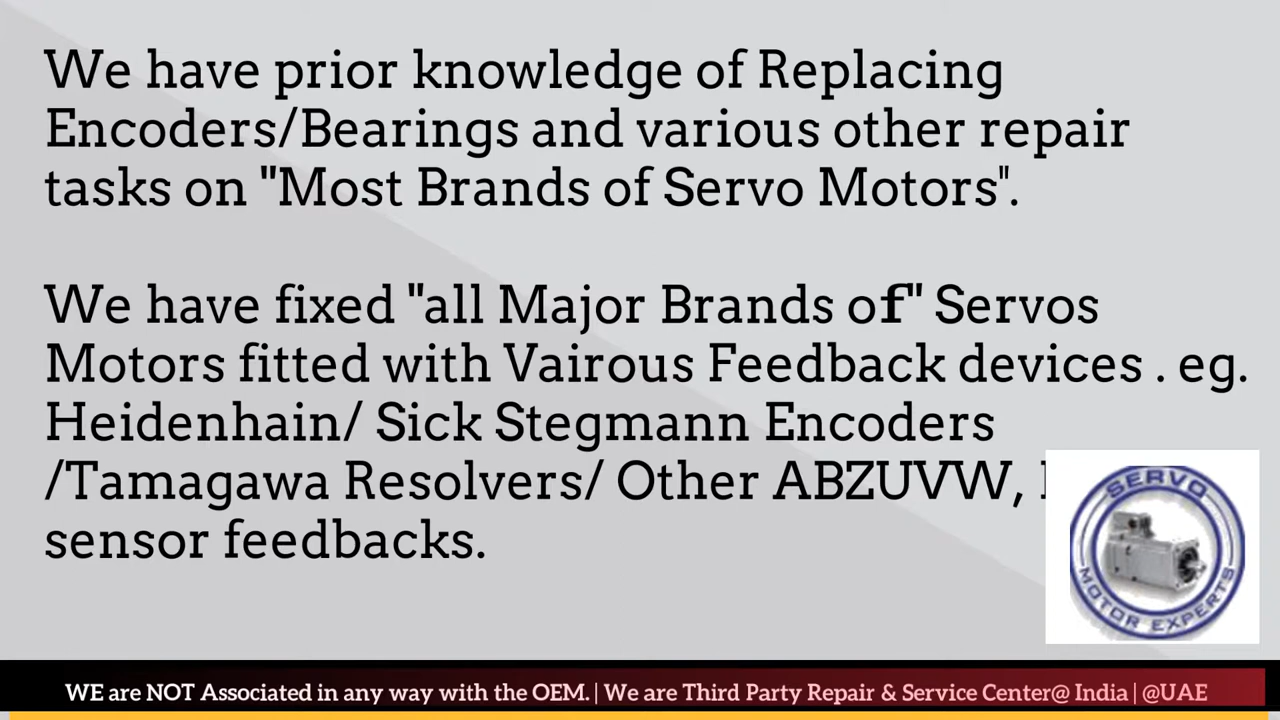 We have prior knowledge of Replacing
Encoders/Bearings and various other repair
tasks on "Most Brands of Servo Motors".
We have fixed "all Major Brands of" Servos
Motors fitted with Vairous Feedback devices . eg.
Heidenhain/ Sick Stegmann Encoders
/Tamagawa Resolvers/ Other ABZUVW,
sensor feedbacks.
SERVO
MOTOR EXPERTS
WE are NOT Associated in any way with the OEM. | We are Third Party Repair & Service Center@ India | @UAE